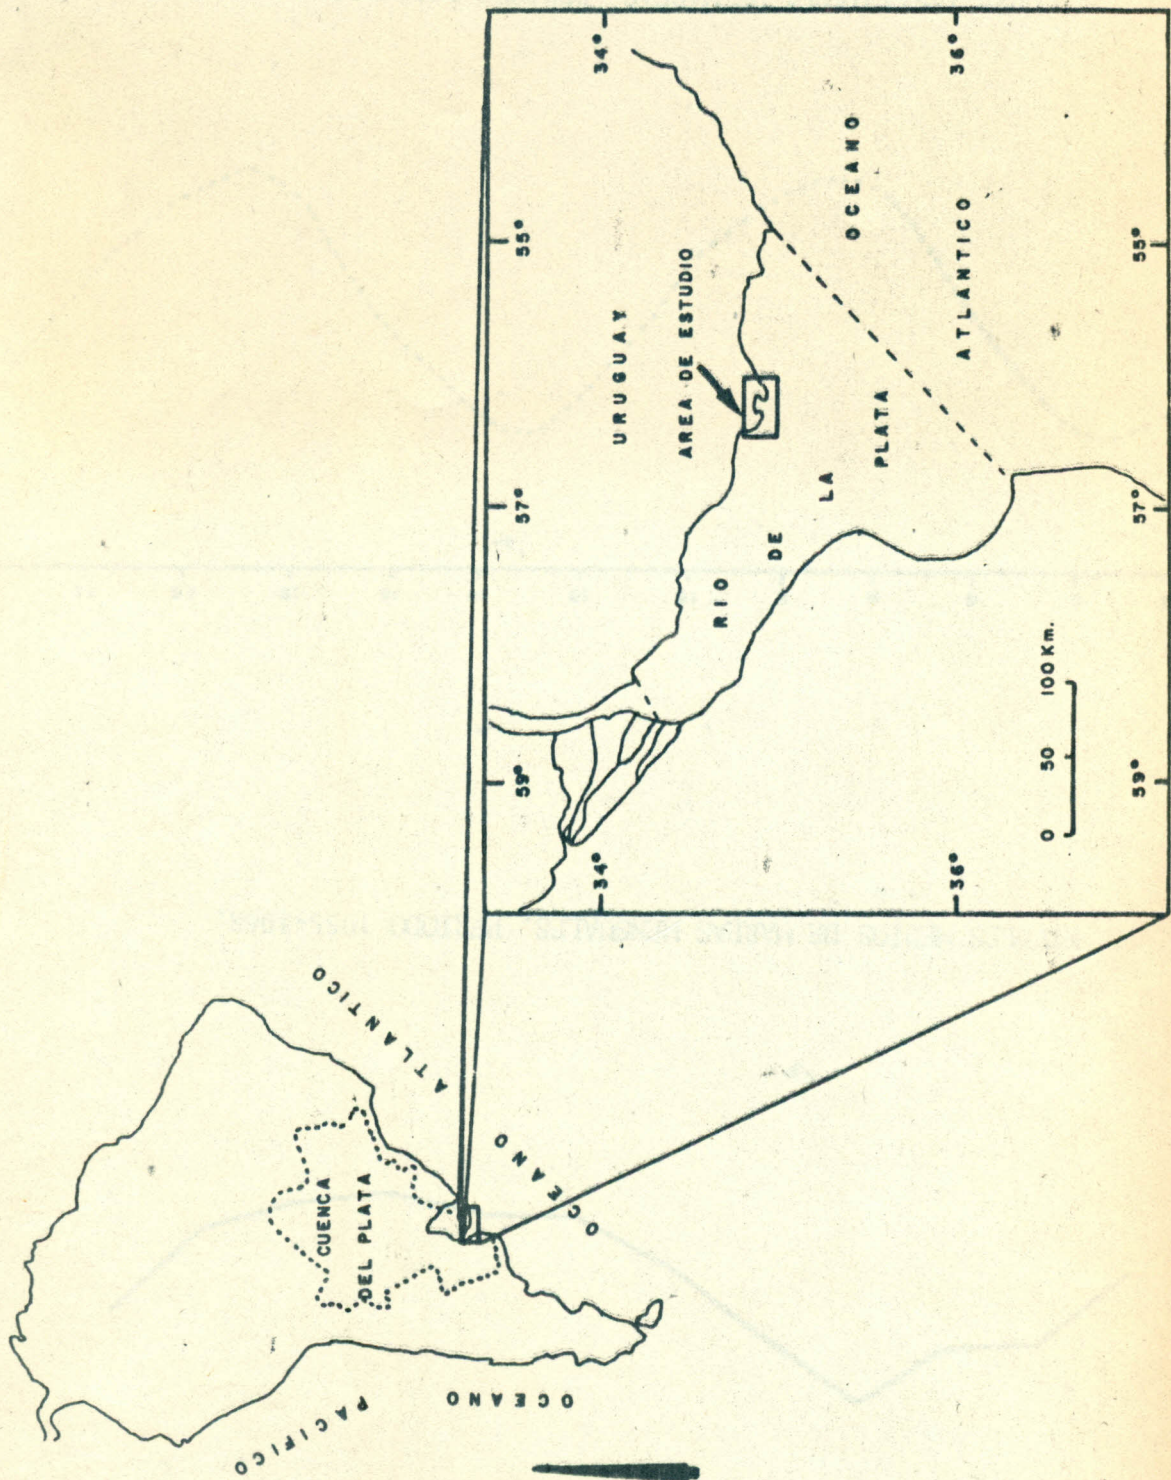 OCEANO
PACIFICO
CUENCA
DEL PLATA
OCEANO ATLANTICO
59°
57°
55°
34°
34°
URUGUAY
AREA DE ESTUDIO
RIO DE LA PLATA
OCEANO
ATLANTICO
36°
36°
0 50 100 Km.
59°
57°
55°